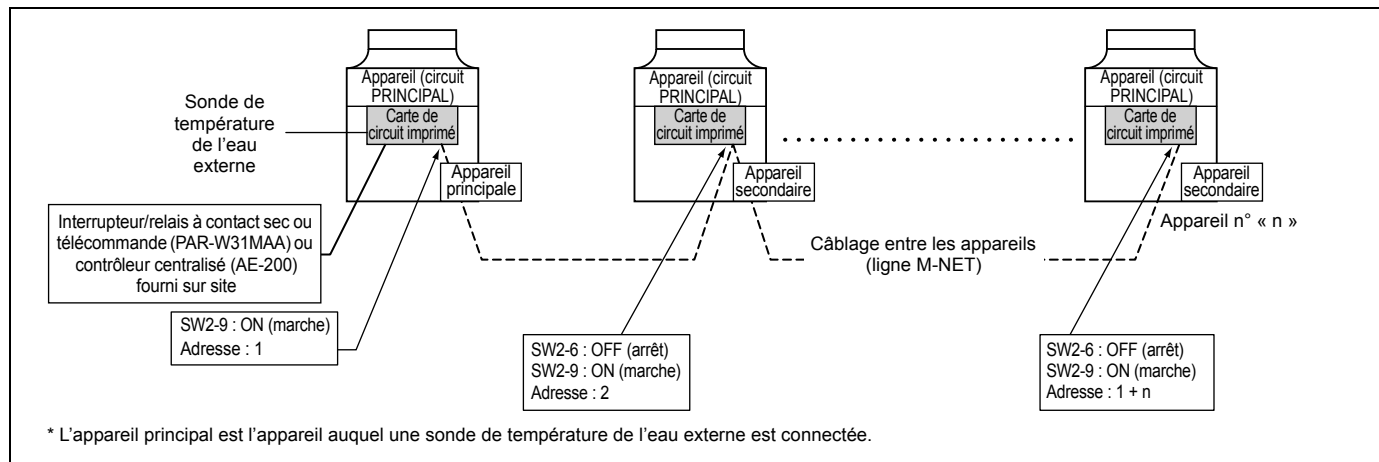 Appareil (circuit
PRINCIPAL)
Carte de
circuit imprimé
Sonde de
température
de l'eau
externe
Appareil
principale
Interrupteur/relais à contact sec ou
télécommande (PAR-W31MAA) ou
contrôleur centralisé (AE-200)
fourni sur site
SW2-9 : ON (marche)
Adresse : 1
Appareil (circuit
PRINCIPAL)
Carte de
circuit imprimé
Appareil
secondaire
SW2-6 : OFF (arrêt)
SW2-9 : ON (marche)
Adresse : 2
Câblage entre les appareils
(ligne M-NET)
Appareil (circuit
PRINCIPAL)
Carte de
circuit imprimé
Appareil
secondaire
Appareil n° « n »
SW2-6 : OFF (arrêt)
SW2-9 : ON (marche)
Adresse : 1 + n
* L'appareil principal est l'appareil auquel une sonde de température de l'eau externe est connectée.